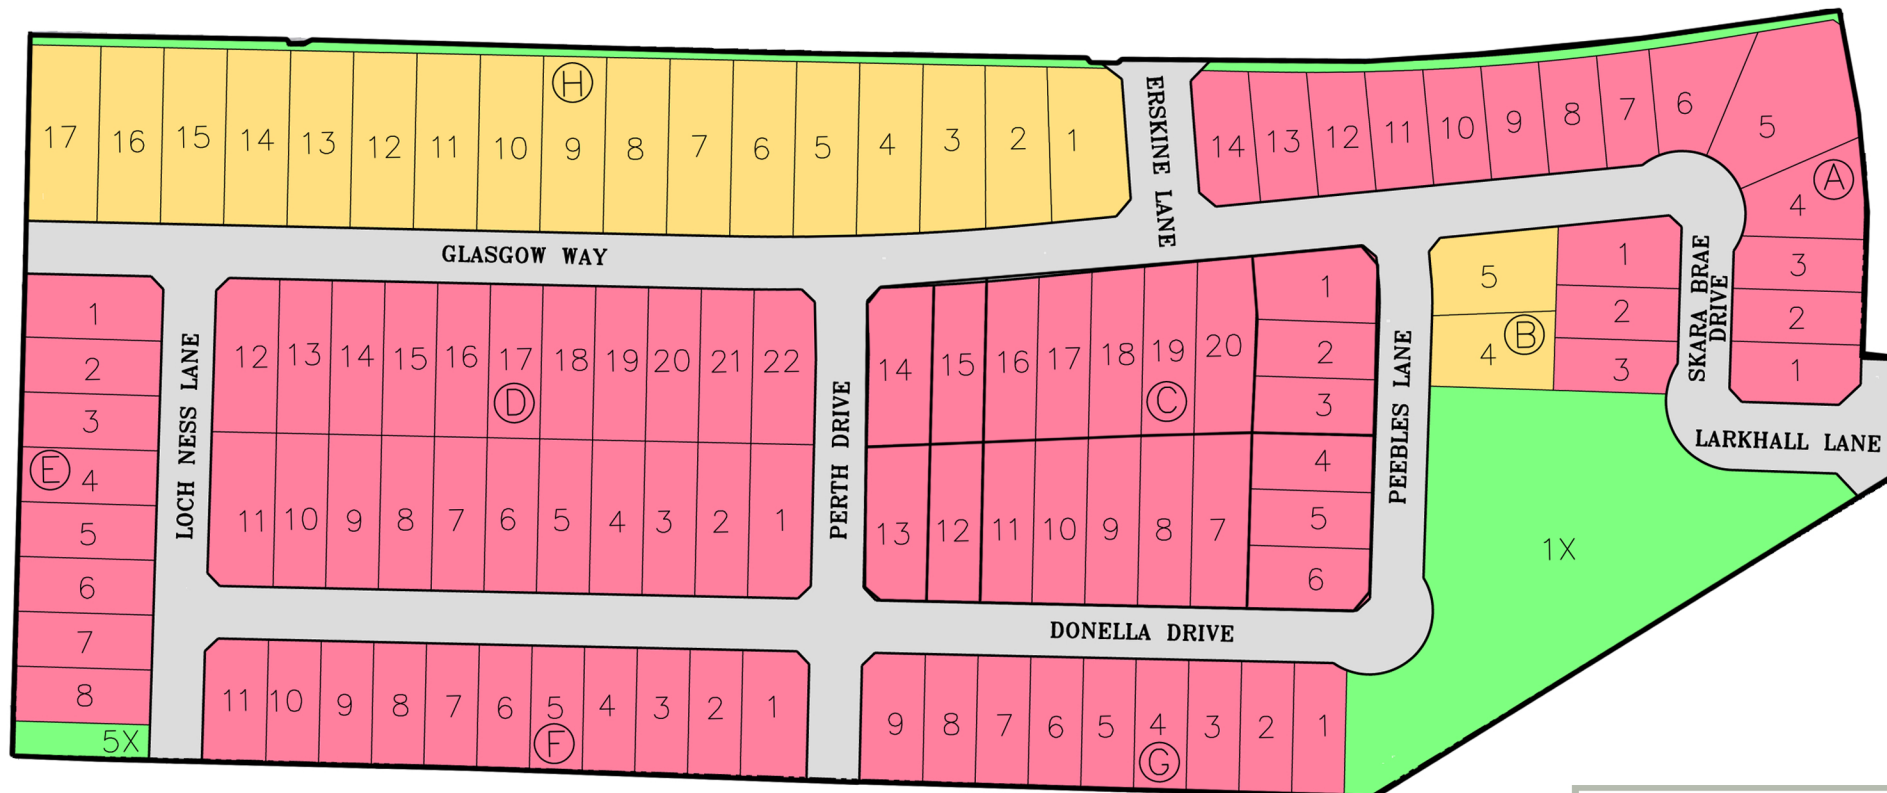 H
17 16 15 14 13 12 11 10 9 8 7 6 5 4 3 2 1
ERSKINE LANE
14 13 12 11 10 9 8 7 6 5
A
4
3
2
1
GLASGOW WAY
1
2
3
E
4
5
6
7
8
5X
LOCH NESS LANE
12 13 14 15 16 17 18 19 20 21 22
D
11 10 9 8 7 6 5 4 3 2 1
PERTH DRIVE
14 15 16 17 18 19 20
C
13 12 11 10 9 8 7
1
2
3
4
5
6
PEEBLES LANE
5
B
4
1
2
3
SKARA BRAE
DRIVE
LARKHALL LANE
1X
DONELLA DRIVE
11 10 9 8 7 6 5 4 3 2 1
F
9 8 7 6 5 4 3 2 1
G